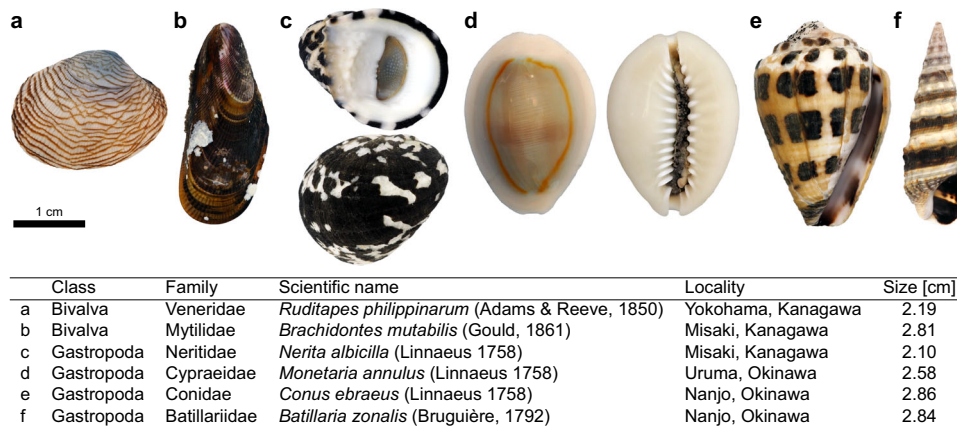 a b c d e f
1 cm
Class Family Scientific name Locality Size [cm]
a Bivalva Veneridae Ruditapes philippinarum (Adams & Reeve, 1850) Yokohama, Kanagawa 2.19
b Bivalva Mytilidae Brachidontes mutabilis (Gould, 1861) Misaki, Kanagawa 2.81
c Gastropoda Neritidae Nerita albicilla (Linnaeus 1758) Misaki, Kanagawa 2.10
d Gastropoda Cypraeidae Monetaria annulus (Linnaeus 1758) Uruma, Okinawa 2.58
e Gastropoda Conidae Conus ebraeus (Linnaeus 1758) Nanjo, Okinawa 2.86
f Gastropoda Batillariidae Batillaria zonalis (Bruguière, 1792) Nanjo, Okinawa 2.84